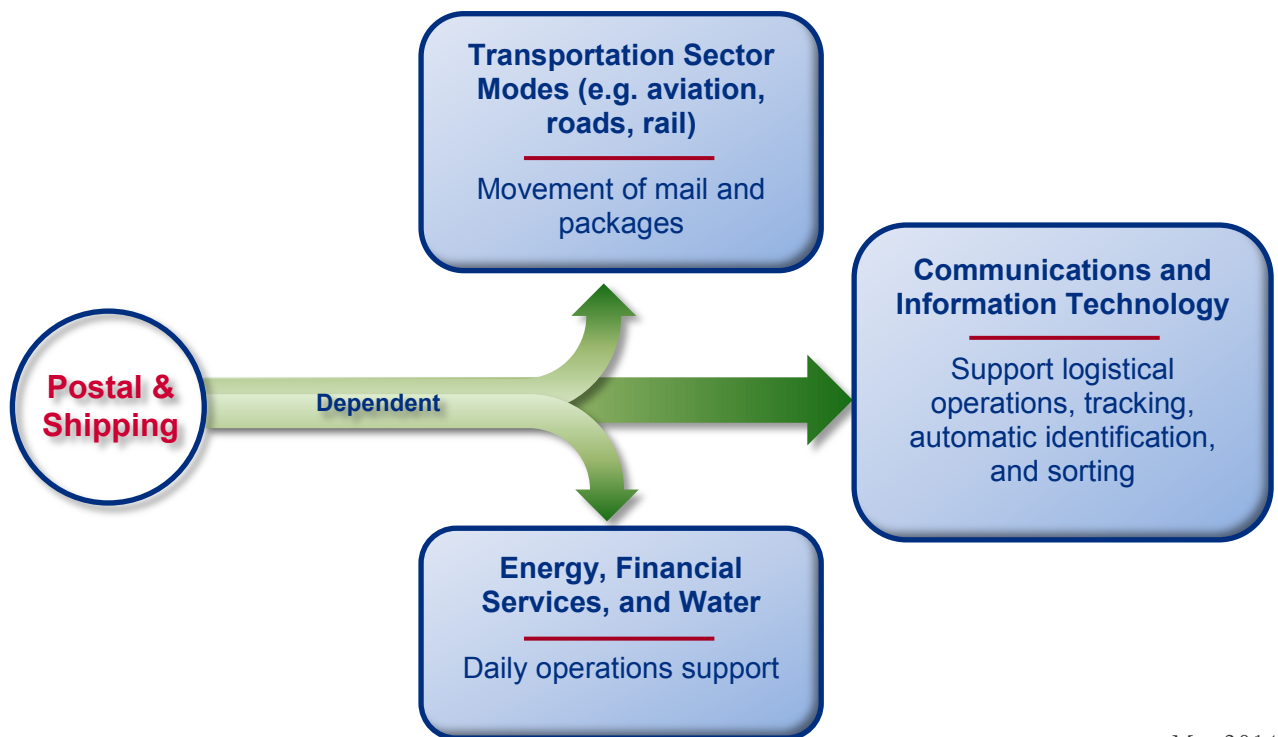 Transportation Sector
Modes (e.g. aviation,
roads, rail)
Movement of mail and
packages
Postal &
Shipping
Dependent
Communications and
Information Technology
Support logistical
operations, tracking,
automatic identification,
and sorting
Energy, Financial
Services, and Water
Daily operations support